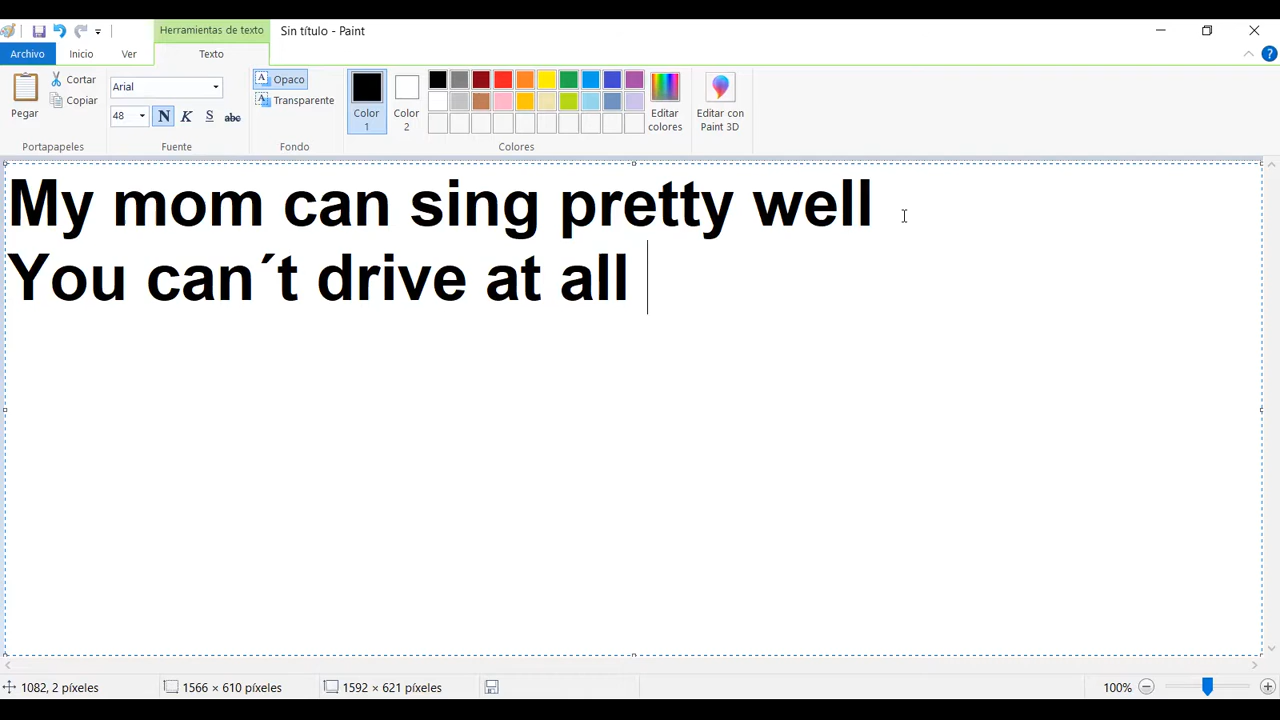 Herramientas de texto
Sin título - Paint
Archivo
Inicio
Ver
Texto
Pegar
Cortar
Copiar
Portapapeles
Arial
48
N K S abc
Fuente
Opaco
Transparente
Fondo
Color 1
Color 2
Colores
Editar colores
Editar con Paint 3D
My mom can sing pretty well
You can´t drive at all
1082, 2 píxeles
1566 × 610 píxeles
1592 × 621 píxeles
100%